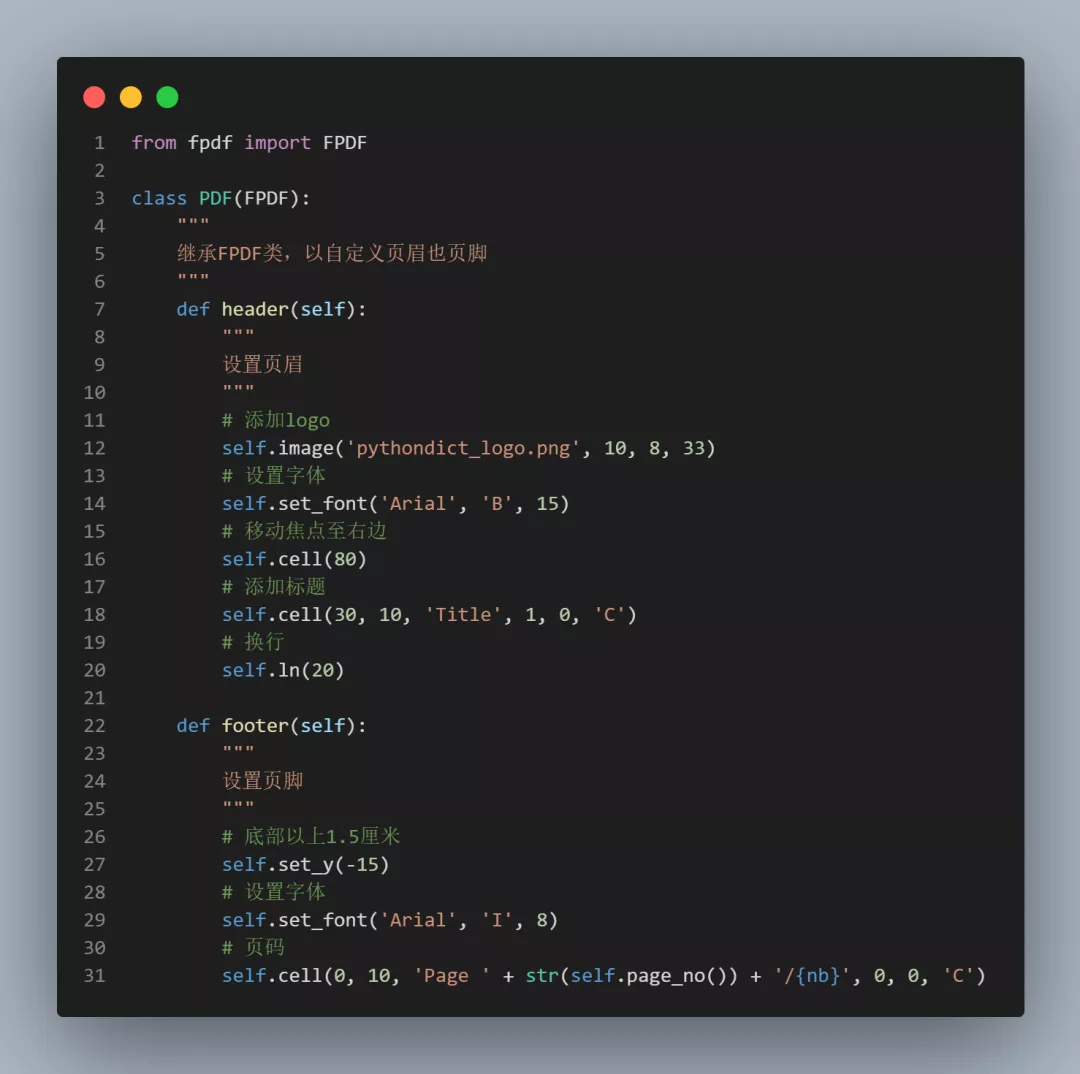 1 from fpdf import FPDF
2
3 class PDF(FPDF):
4     """
5     继承FPDF类，以自定义页眉也页脚
6     """
7     def header(self):
8         """
9         设置页眉
10         """
11         # 添加logo
12         self.image('pythondict_logo.png', 10, 8, 33)
13         # 设置字体
14         self.set_font('Arial', 'B', 15)
15         # 移动焦点至右边
16         self.cell(80)
17         # 添加标题
18         self.cell(30, 10, 'Title', 1, 0, 'C')
19         # 换行
20         self.ln(20)
21
22     def footer(self):
23         """
24         设置页脚
25         """
26         # 底部以上1.5厘米
27         self.set_y(-15)
28         # 设置字体
29         self.set_font('Arial', 'I', 8)
30         # 页码
31         self.cell(0, 10, 'Page ' + str(self.page_no()) + '/{nb}', 0, 0, 'C')